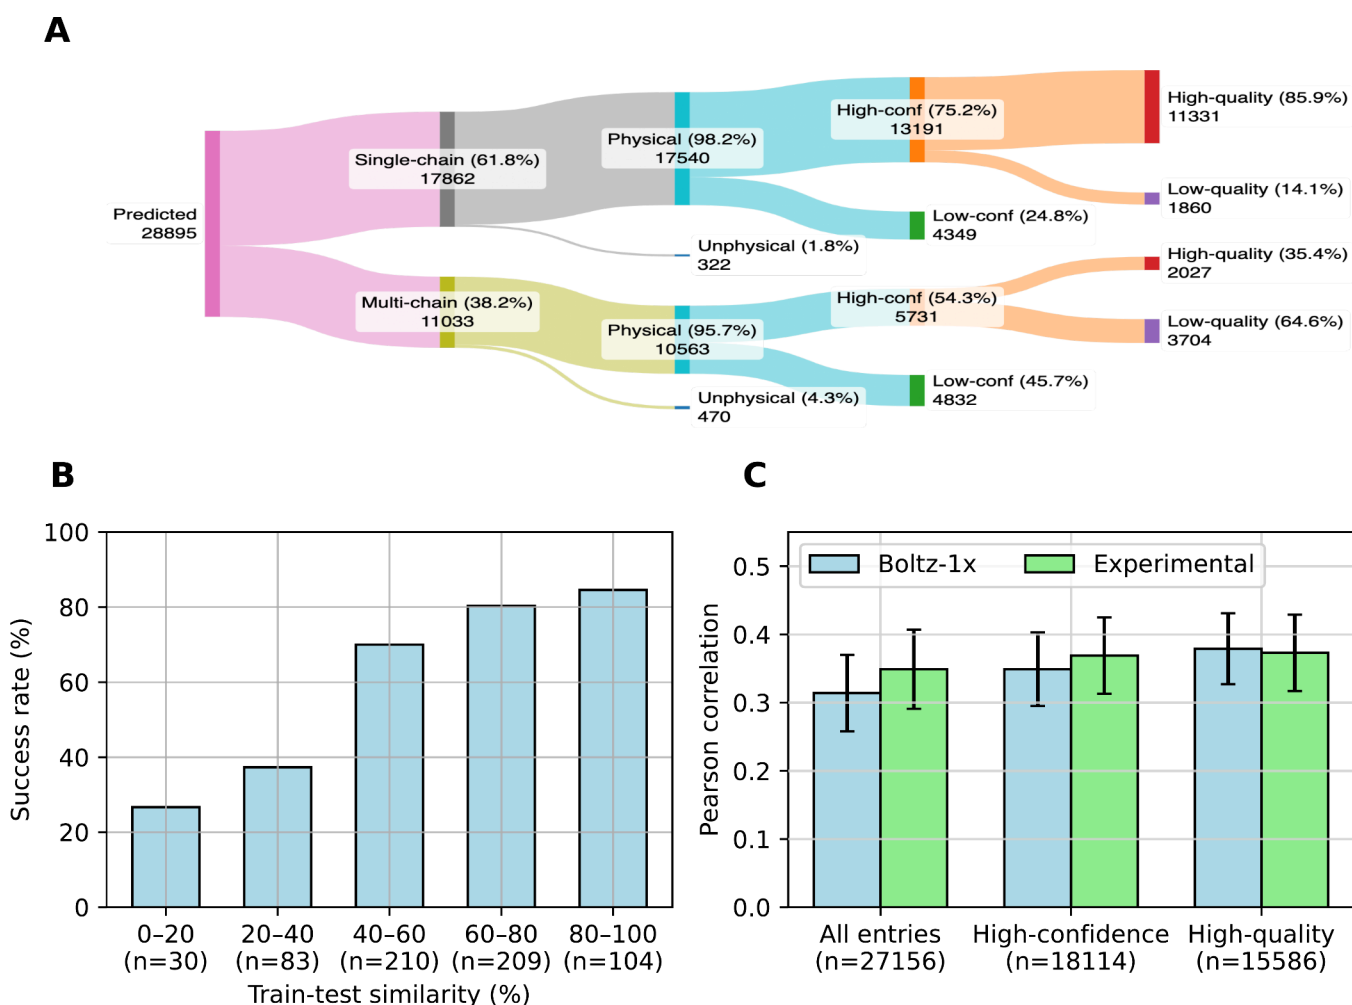 A
Predicted
28895
Single-chain (61.8%)
17862
Multi-chain (38.2%)
11033
Physical (98.2%)
17540
Unphysical (1.8%)
322
Physical (95.7%)
10563
Unphysical (4.3%)
470
High-conf (75.2%)
13191
Low-conf (24.8%)
4349
High-conf (54.3%)
5731
Low-conf (45.7%)
4832
High-quality (85.9%)
11331
Low-quality (14.1%)
1860
High-quality (35.4%)
2027
Low-quality (64.6%)
3704
B
Success rate (%)
100
80
60
40
20
0
0–20 20–40 40–60 60–80 80–100
(n=30) (n=83) (n=210) (n=209) (n=104)
Train-test similarity (%)
C
Pearson correlation
Boltz-1x Experimental
0.5
0.4
0.3
0.2
0.1
0.0
All entries High-confidence High-quality
(n=27156) (n=18114) (n=15586)